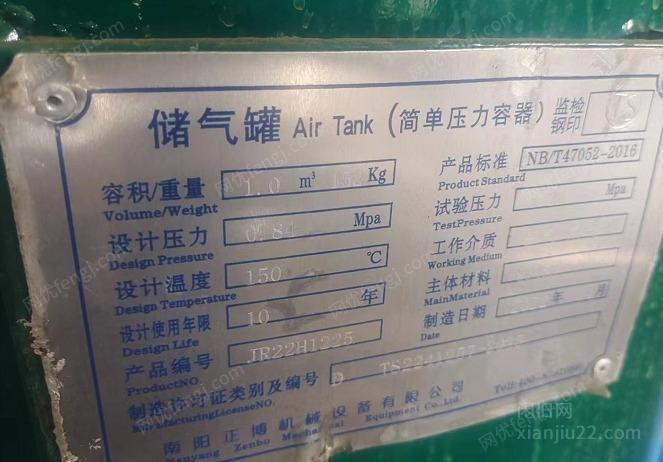 储气罐 Air Tank (简单压力容器) 监检钢印
容积/重量 1.0 m³ Kg
Volume/Weight
产品标准 NB/T47052-2016
Product Standard
设计压力 0.84 Mpa
Design Pressure
试验压力 Mpa
TestPressure
设计温度 150 ℃
Design Temperature
工作介质
Working Medium
设计使用年限 10 年
Design Life
主体材料
MainMaterial
产品编号 JR22H1225
ProductNO.
制造日期 年 月
Date
制造许可证类别及编号 D
ManufacturingLicenseNO.
南阳正博机械设备有限公司
Nanyang Zenbo Mechanical Equipment Co.Ltd.
xianjiu22.com